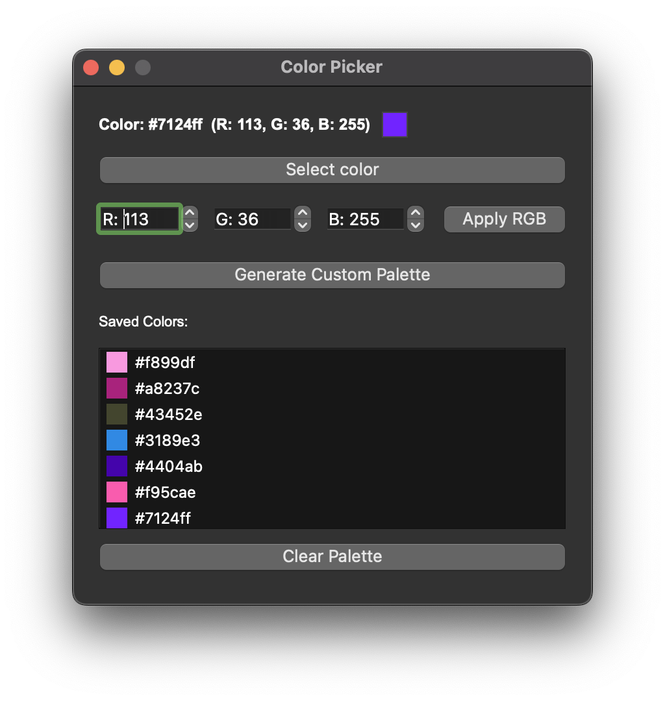 Color Picker
Color: #7124ff (R: 113, G: 36, B: 255)
Select color
R: 113 G: 36 B: 255 Apply RGB
Generate Custom Palette
Saved Colors:
#f899df
#a8237c
#43452e
#3189e3
#4404ab
#f95cae
#7124ff
Clear Palette